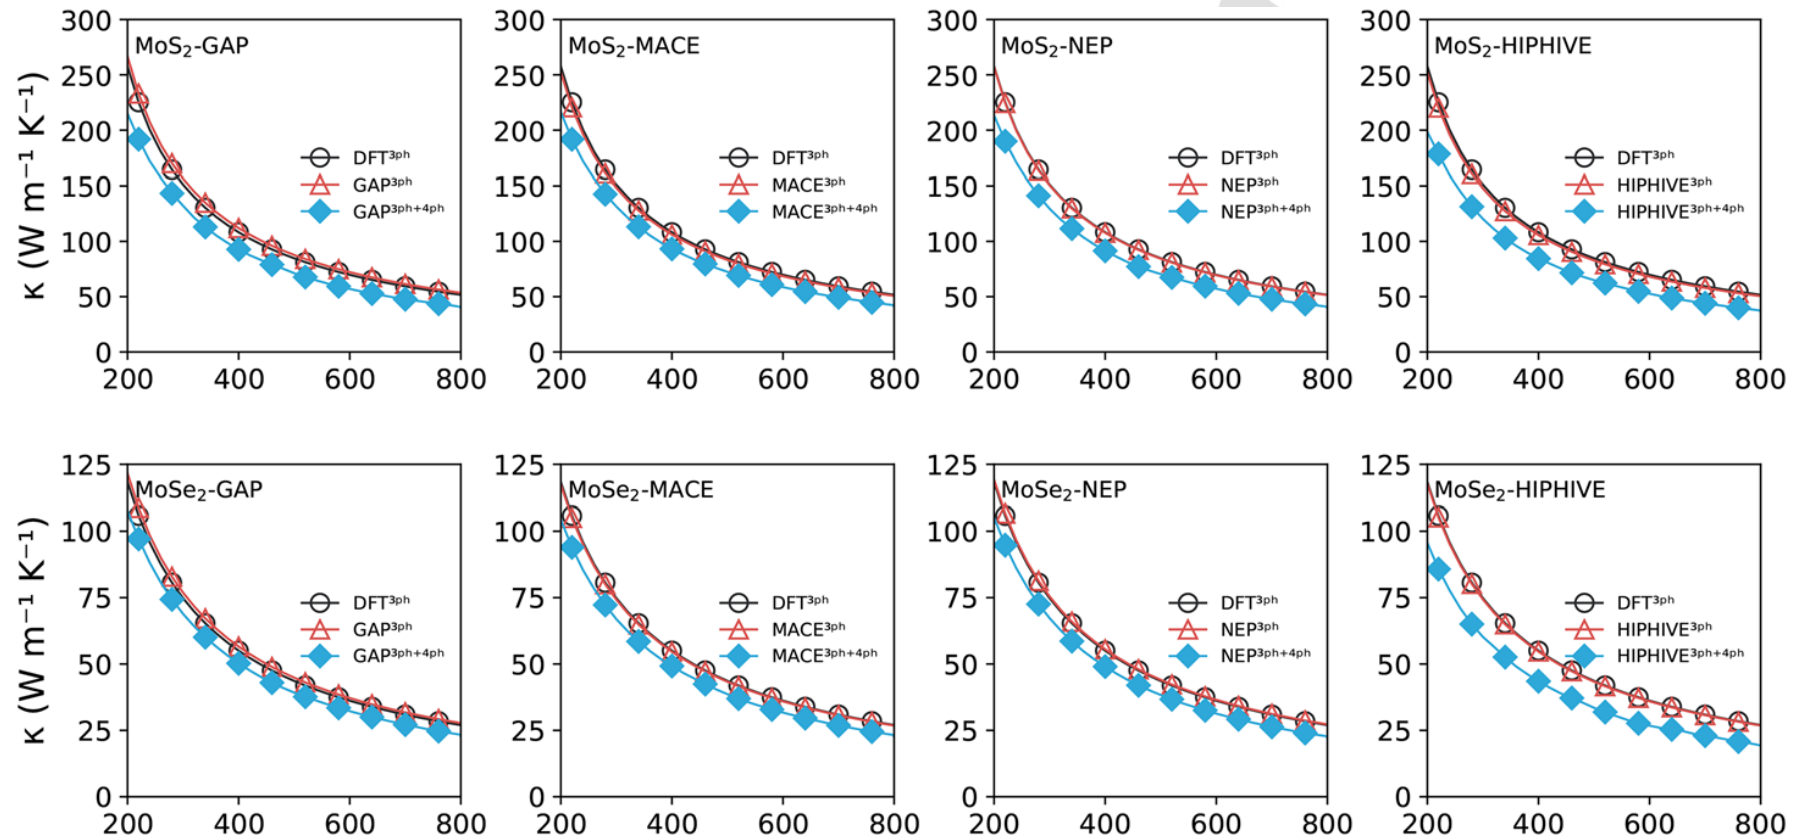 MoS₂-GAP
κ (W m⁻¹ K⁻¹)
300
250
200
150
100
50
0
200 400 600 800
DFT³ᵖʰ
GAP³ᵖʰ
GAP³ᵖʰ⁺⁴ᵖʰ
MoS₂-MACE
300
250
200
150
100
50
0
200 400 600 800
DFT³ᵖʰ
MACE³ᵖʰ
MACE³ᵖʰ⁺⁴ᵖʰ
MoS₂-NEP
300
250
200
150
100
50
0
200 400 600 800
DFT³ᵖʰ
NEP³ᵖʰ
NEP³ᵖʰ⁺⁴ᵖʰ
MoS₂-HIPHIVE
300
250
200
150
100
50
0
200 400 600 800
DFT³ᵖʰ
HIPHIVE³ᵖʰ
HIPHIVE³ᵖʰ⁺⁴ᵖʰ
MoSe₂-GAP
κ (W m⁻¹ K⁻¹)
125
100
75
50
25
0
200 400 600 800
DFT³ᵖʰ
GAP³ᵖʰ
GAP³ᵖʰ⁺⁴ᵖʰ
MoSe₂-MACE
125
100
75
50
25
0
200 400 600 800
DFT³ᵖʰ
MACE³ᵖʰ
MACE³ᵖʰ⁺⁴ᵖʰ
MoSe₂-NEP
125
100
75
50
25
0
200 400 600 800
DFT³ᵖʰ
NEP³ᵖʰ
NEP³ᵖʰ⁺⁴ᵖʰ
MoSe₂-HIPHIVE
125
100
75
50
25
0
200 400 600 800
DFT³ᵖʰ
HIPHIVE³ᵖʰ
HIPHIVE³ᵖʰ⁺⁴ᵖʰ